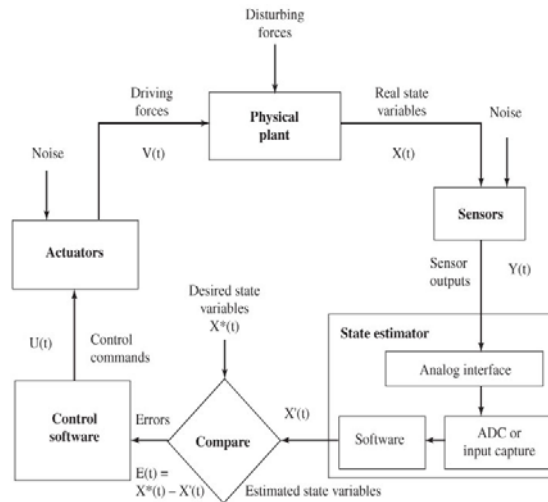 Disturbing
forces
Driving
forces
V(t)
Physical
plant
Real state
variables
X(t)
Noise
Noise
Actuators
Sensors
Sensor
outputs
Y(t)
Desired state
variables
X*(t)
U(t)
Control
commands
State estimator
Analog interface
Control
software
Errors
Compare
X'(t)
Software
ADC or
input capture
E(t) =
X*(t) – X'(t)
Estimated state variables